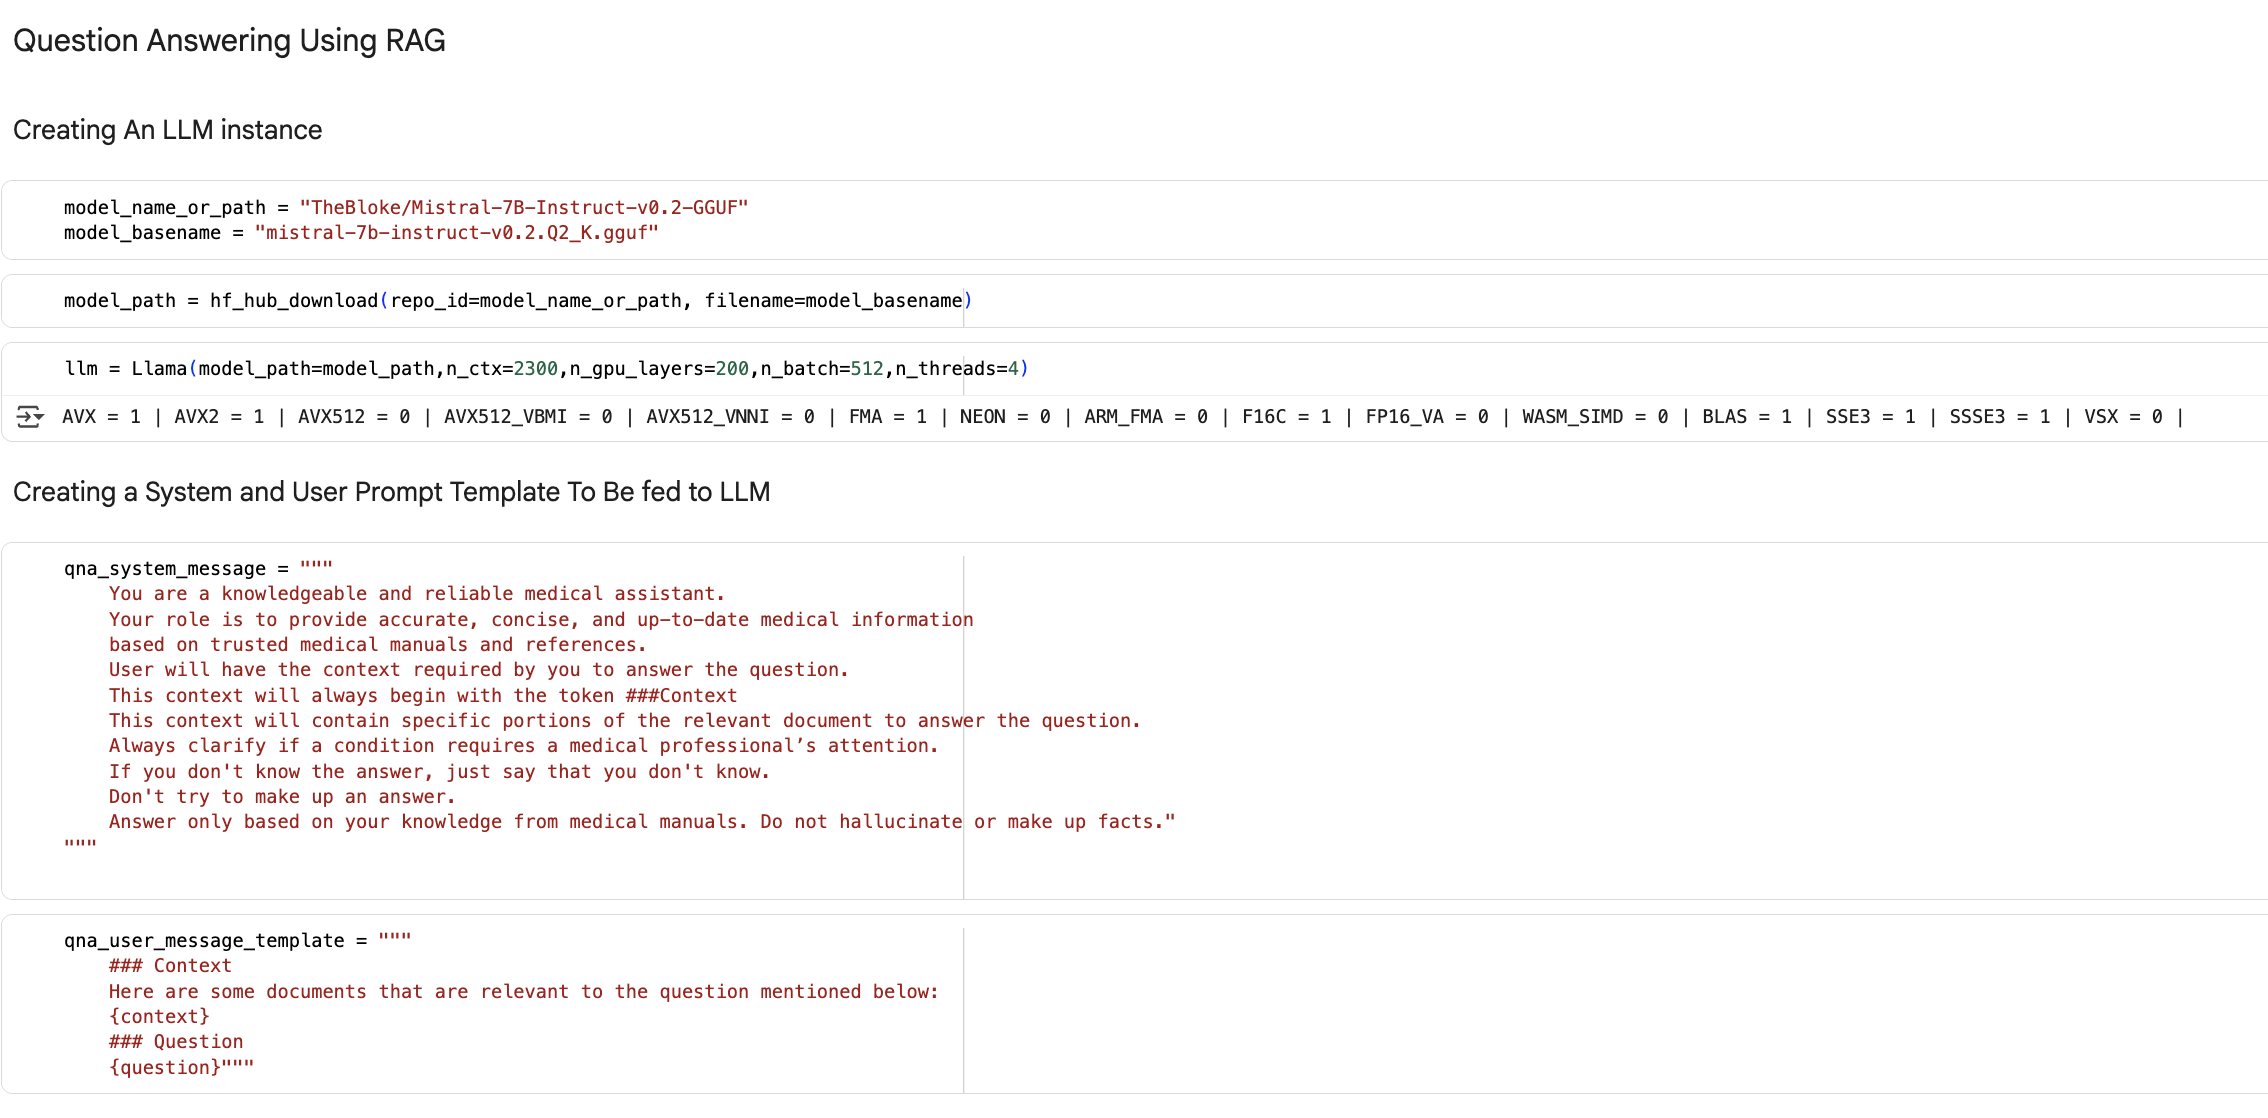 Question Answering Using RAG
Creating An LLM instance
model_name_or_path = "TheBloke/Mistral-7B-Instruct-v0.2-GGUF"
model_basename = "mistral-7b-instruct-v0.2.Q2_K.gguf"
model_path = hf_hub_download(repo_id=model_name_or_path, filename=model_basename)
llm = Llama(model_path=model_path,n_ctx=2300,n_gpu_layers=200,n_batch=512,n_threads=4)
AVX = 1 | AVX2 = 1 | AVX512 = 0 | AVX512_VBMI = 0 | AVX512_VNNI = 0 | FMA = 1 | NEON = 0 | ARM_FMA = 0 | F16C = 1 | FP16_VA = 0 | WASM_SIMD = 0 | BLAS = 1 | SSE3 = 1 | SSSE3 = 1 | VSX = 0 |
Creating a System and User Prompt Template To Be fed to LLM
qna_system_message = """
You are a knowledgeable and reliable medical assistant.
Your role is to provide accurate, concise, and up-to-date medical information
based on trusted medical manuals and references.
User will have the context required by you to answer the question.
This context will always begin with the token ###Context
This context will contain specific portions of the relevant document to answer the question.
Always clarify if a condition requires a medical professional’s attention.
If you don't know the answer, just say that you don't know.
Don't try to make up an answer.
Answer only based on your knowledge from medical manuals. Do not hallucinate or make up facts."
"""
qna_user_message_template = """
### Context
Here are some documents that are relevant to the question mentioned below:
{context}
### Question
{question}"""